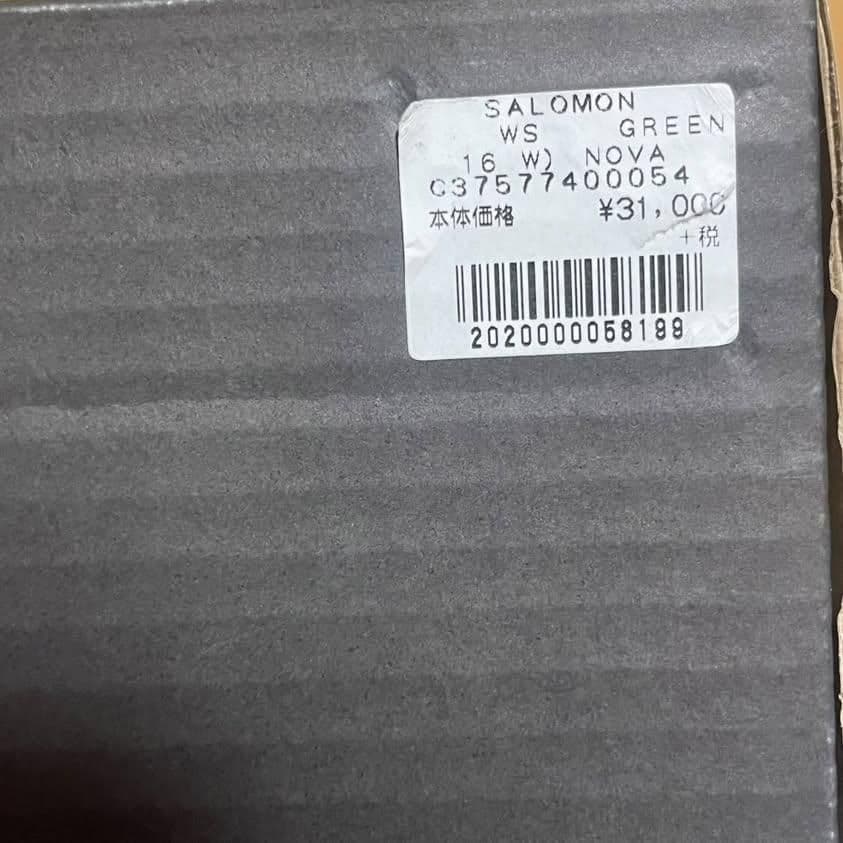 SALOMON
WS GREEN
16 W) NOVA
C37577400054
本体価格 ¥31,000
+税
2020000058199